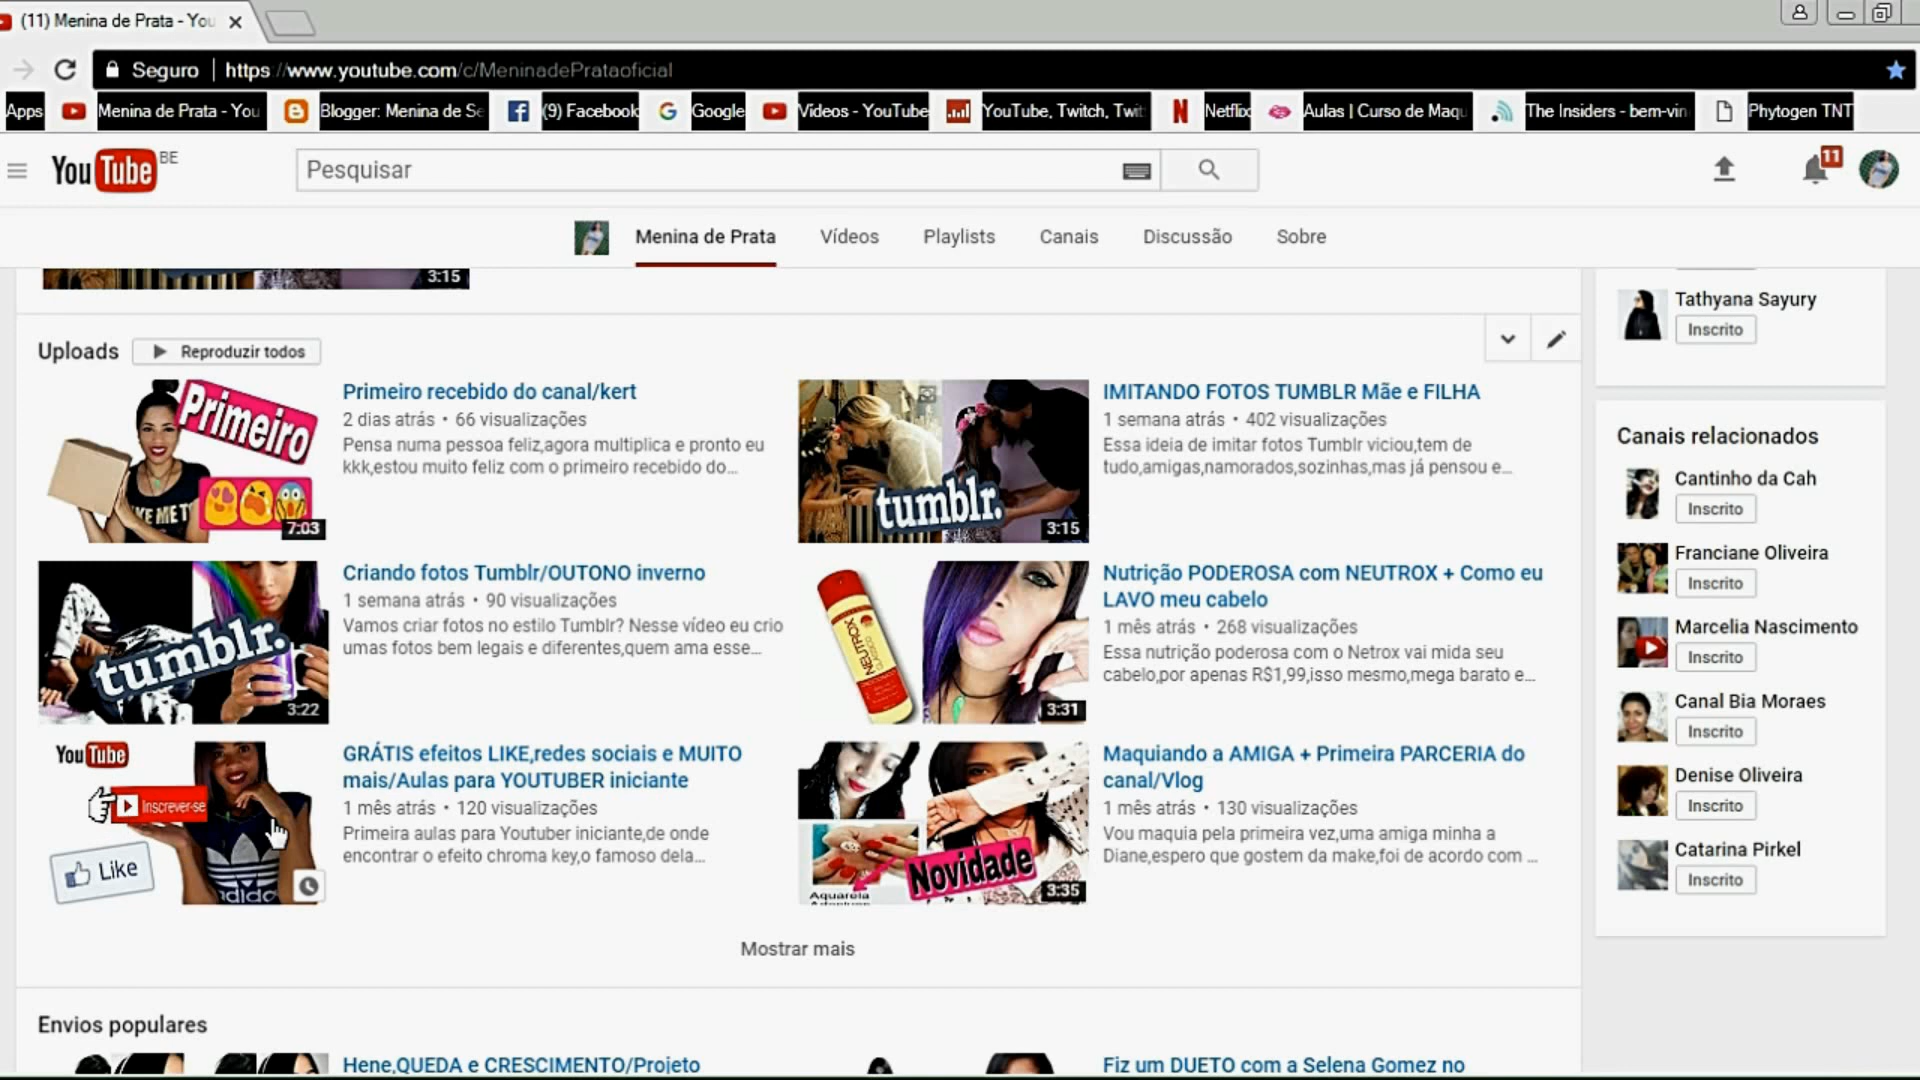 (11) Menina de Prata - You
Seguro
https://www.youtube.com/c/MeninadePrataoficial
Apps
Menina de Prata - You
Blogger: Menina de Se
(9) Facebook
Google
Videos - YouTube
YouTube, Twitch, Twit
Netflix
Aulas | Curso de Maqu
The Insiders - bem-vin
Phytogen TNT
YouTube BE
Pesquisar
11
Menina de Prata
Vídeos
Playlists
Canais
Discussão
Sobre
3:15
Tathyana Sayury
Inscrito
Uploads
Reproduzir todos
Primeiro
7:03
Primeiro recebido do canal/kert
2 dias atrás • 66 visualizações
Pensa numa pessoa feliz,agora multiplica e pronto eu
kkk,estou muito feliz com o primeiro recebido do...
tumblr.
3:15
IMITANDO FOTOS TUMBLR Mãe e FILHA
1 semana atrás • 402 visualizações
Essa ideia de imitar fotos Tumblr viciou,tem de
tudo,amigas,namorados,sozinhas,mas já pensou e...
tumblr.
3:22
Criando fotos Tumblr/OUTONO inverno
1 semana atrás • 90 visualizações
Vamos criar fotos no estilo Tumblr? Nesse vídeo eu crio
umas fotos bem legais e diferentes,quem ama esse...
NEUTROX
3:31
Nutrição PODEROSA com NEUTROX + Como eu
LAVO meu cabelo
1 mês atrás • 268 visualizações
Essa nutrição poderosa com o Netrox vai mida seu
cabelo,por apenas R$1,99,isso mesmo,mega barato e...
YouTube
Inscrever-se
Like
adidas
GRÁTIS efeitos LIKE,redes sociais e MUITO
mais/Aulas para YOUTUBER iniciante
1 mês atrás • 120 visualizações
Primeira aulas para Youtuber iniciante,de onde
encontrar o efeito chroma key,o famoso dela...
Aquarela
Novidade
3:35
Maquiando a AMIGA + Primeira PARCERIA do
canal/Vlog
1 mês atrás • 130 visualizações
Vou maquia pela primeira vez,uma amiga minha a
Diane,espero que gostem da make,foi de acordo com ...
Mostrar mais
Canais relacionados
Cantinho da Cah
Inscrito
Franciane Oliveira
Inscrito
Marcelia Nascimento
Inscrito
Canal Bia Moraes
Inscrito
Denise Oliveira
Inscrito
Catarina Pirkel
Inscrito
Envios populares
Hene,QUEDA e CRESCIMENTO/Projeto
Fiz um DUETO com a Selena Gomez no